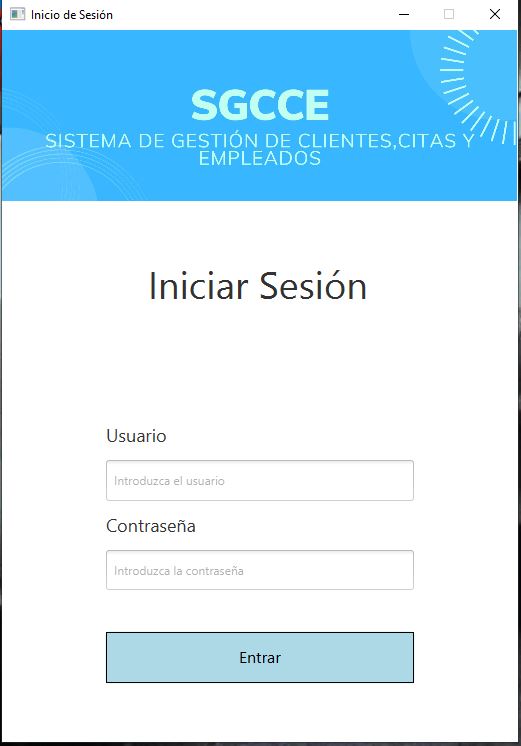 Inicio de Sesión
SGCCE
SISTEMA DE GESTIÓN DE CLIENTES,CITAS Y
EMPLEADOS
Iniciar Sesión
Usuario
Introduzca el usuario
Contraseña
Introduzca la contraseña
Entrar